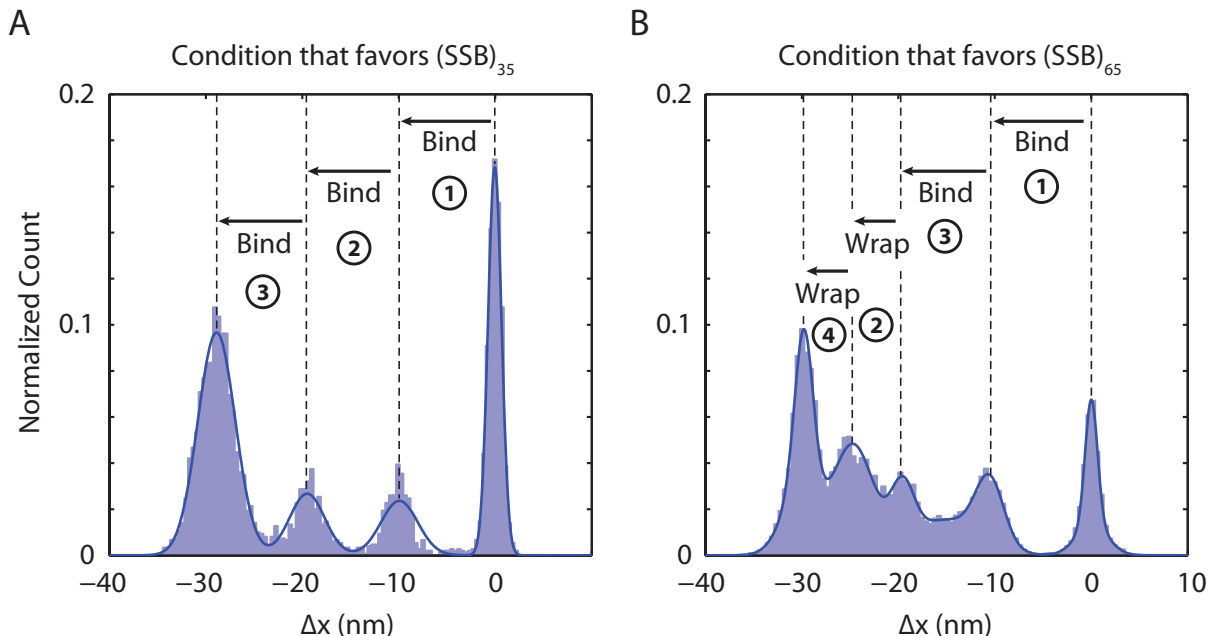 A
Condition that favors (SSB)35
0.2
0.1
0
Normalized Count
Bind
①
Bind
②
Bind
③
−40 −30 −20 −10 0
Δx (nm)
B
Condition that favors (SSB)65
0.2
0.1
0
Bind
①
Bind
③
Wrap
Wrap
②
④
−40 −30 −20 −10 0 10
Δx (nm)